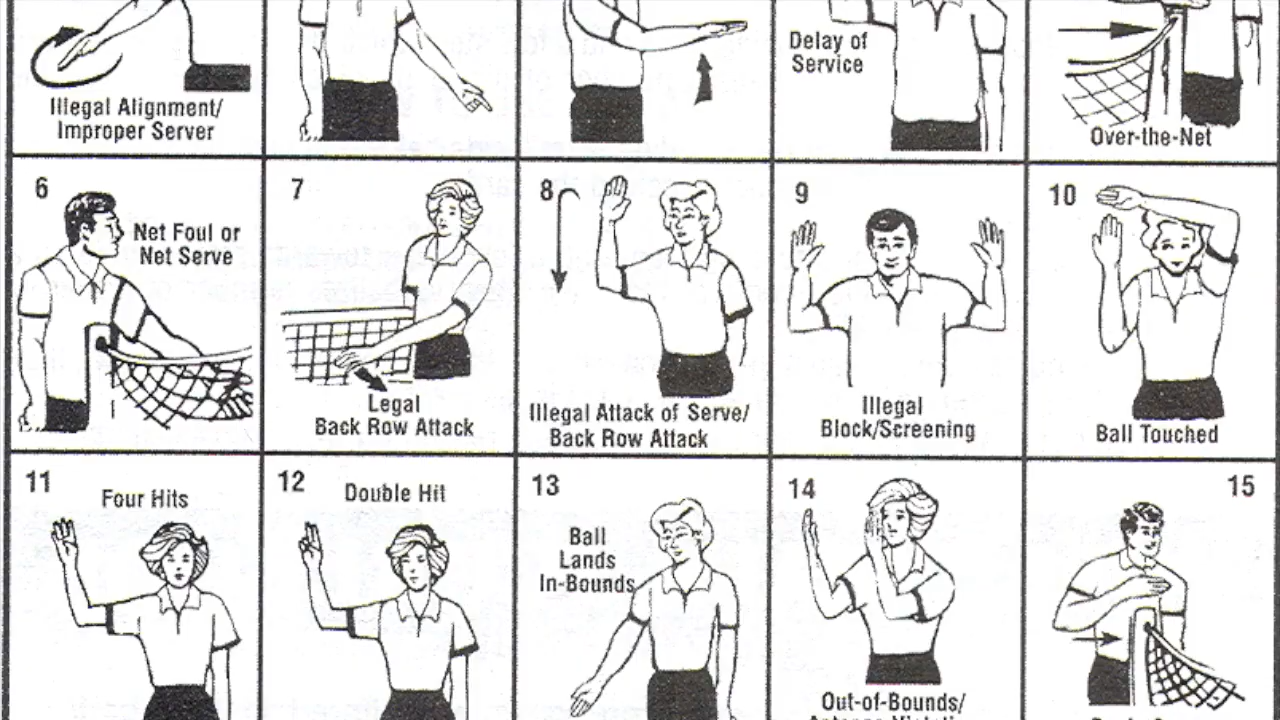 Illegal Alignment/
Improper Server
Delay of
Service
Over-the-Net
6
Net Foul or
Net Serve
7
Legal
Back Row Attack
8
Illegal Attack of Serve/
Back Row Attack
9
Illegal
Block/Screening
10
Ball Touched
11
Four Hits
12
Double Hit
13
Ball
Lands
In-Bounds
14
Out-of-Bounds/
15